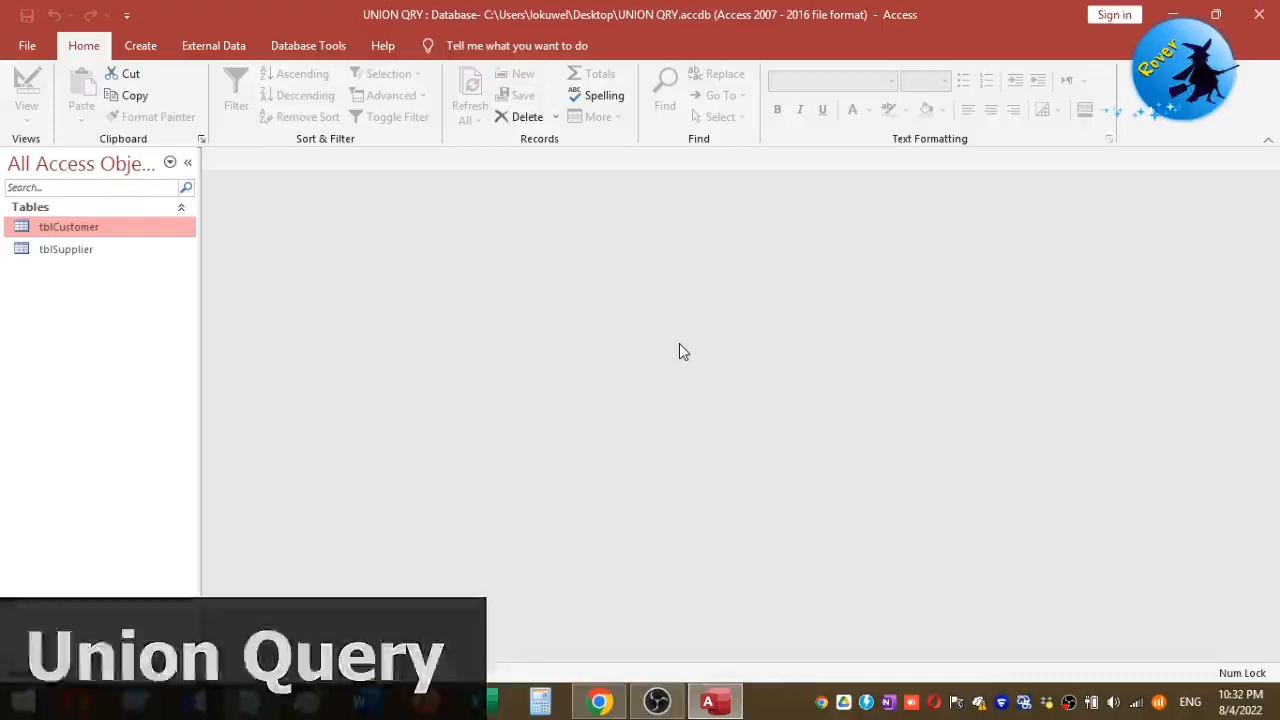 UNION QRY : Database- C:\Users\lokuwel\Desktop\UNION QRY.accdb (Access 2007 - 2016 file format) - Access
Sign in
Rover
File Home Create External Data Database Tools Help Tell me what you want to do
View
Views
Paste
Cut
Copy
Format Painter
Clipboard
Filter
Ascending
Descending
Remove Sort
Selection
Advanced
Toggle Filter
Sort & Filter
Refresh
All
New
Save
Delete
Totals
Spelling
More
Records
Find
Replace
Go To
Select
Find
B I U A
Text Formatting
All Access Obje...
Search...
Tables
tblCustomer
tblSupplier
Union Query
Num Lock
ENG
10:32 PM
8/4/2022